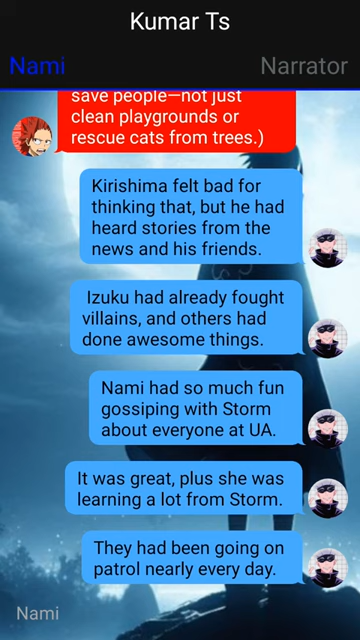 Kumar Ts
Nami
Narrator
save people—not just
clean playgrounds or
rescue cats from trees.)
Kirishima felt bad for
thinking that, but he had
heard stories from the
news and his friends.
Izuku had already fought
villains, and others had
done awesome things.
Nami had so much fun
gossiping with Storm
about everyone at UA.
It was great, plus she was
learning a lot from Storm.
They had been going on
patrol nearly every day.
Nami